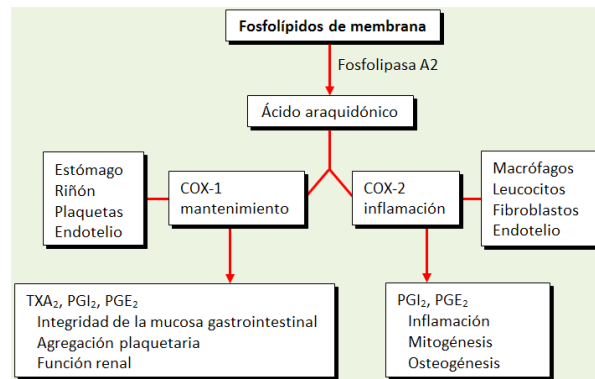 Fosfolípidos de membrana
Fosfolipasa A2
Ácido araquidónico
Estómago
Riñón
Plaquetas
Endotelio
COX-1
mantenimiento
COX-2
inflamación
Macrófagos
Leucocitos
Fibroblastos
Endotelio
TXA₂, PGI₂, PGE₂
Integridad de la mucosa gastrointestinal
Agregación plaquetaria
Función renal
PGI₂, PGE₂
Inflamación
Mitogénesis
Osteogénesis